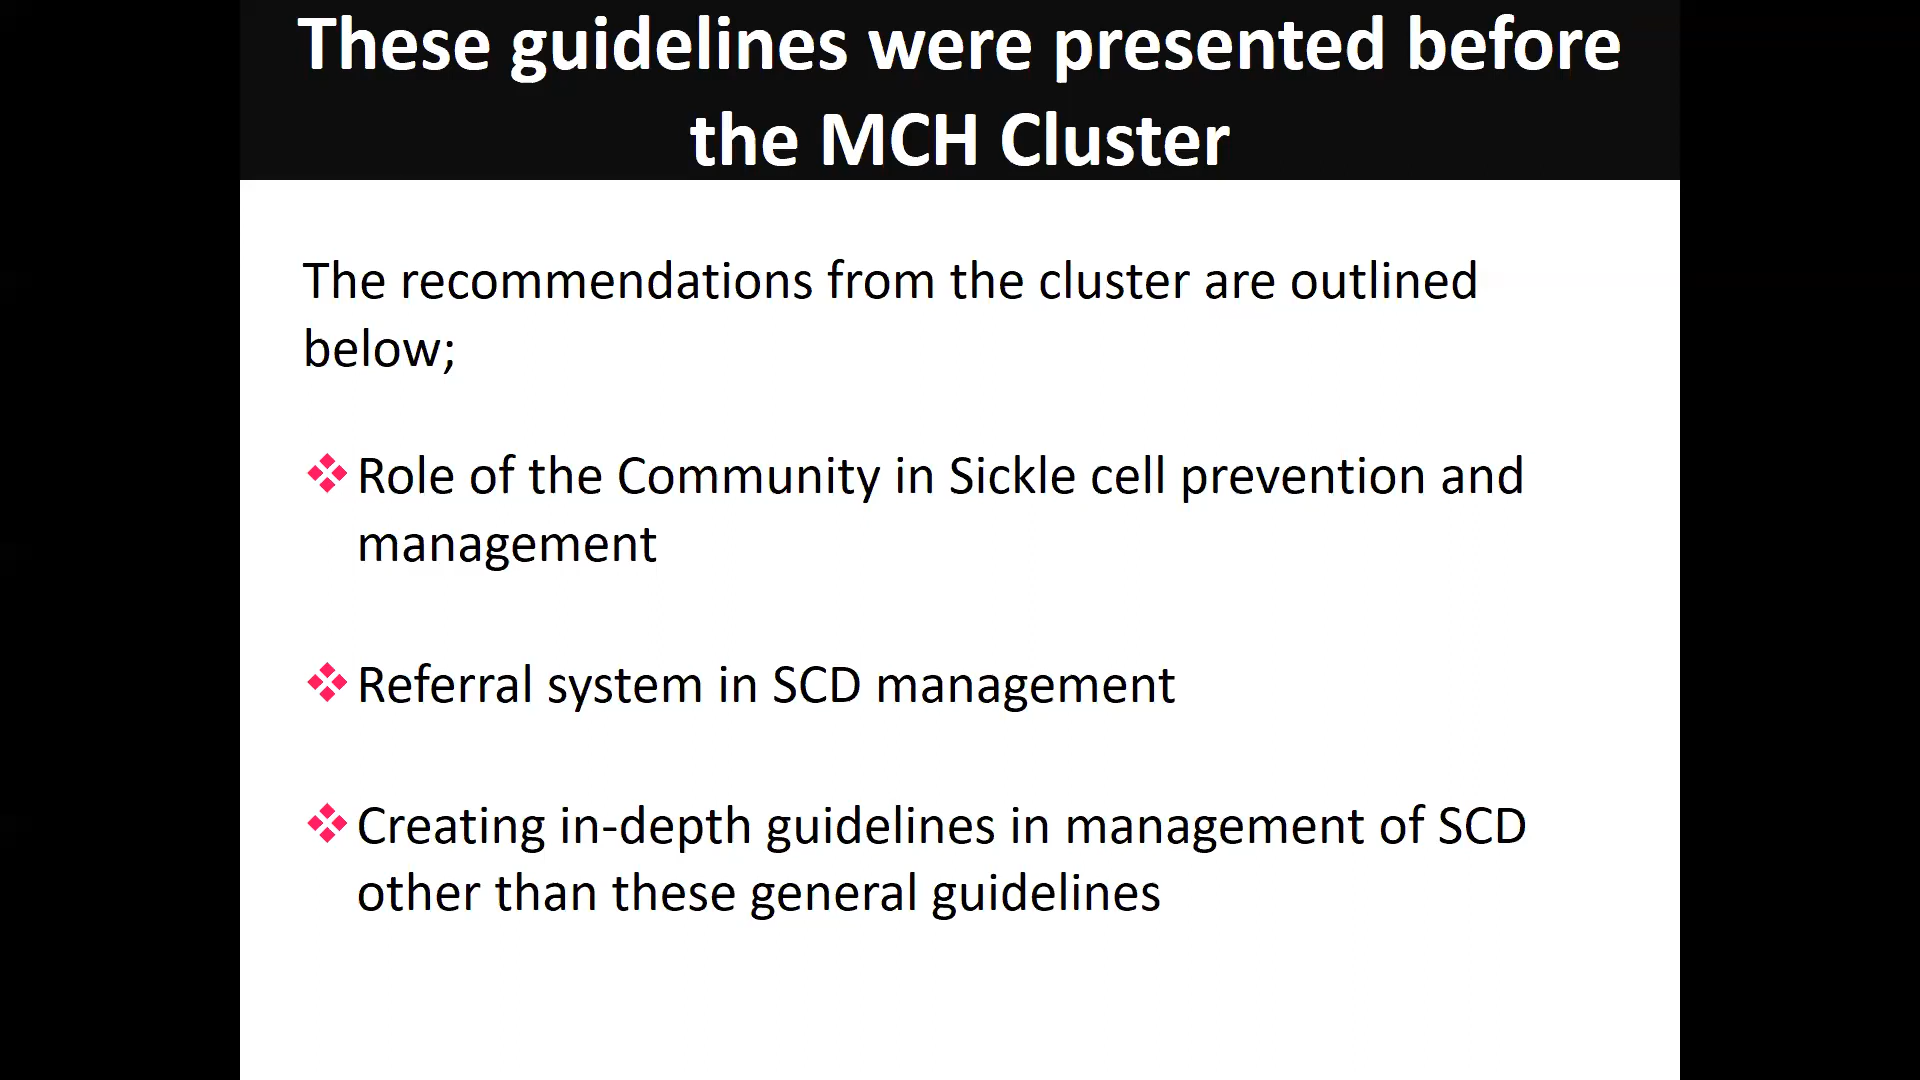 These guidelines were presented before
the MCH Cluster
The recommendations from the cluster are outlined
below;
Role of the Community in Sickle cell prevention and
management
Referral system in SCD management
Creating in-depth guidelines in management of SCD
other than these general guidelines